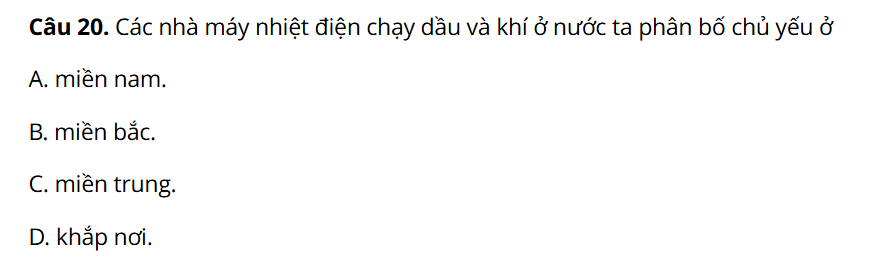 Câu 20. Các nhà máy nhiệt điện chạy dầu và khí ở nước ta phân bố chủ yếu ở
A. miền nam.
B. miền bắc.
C. miền trung.
D. khắp nơi.